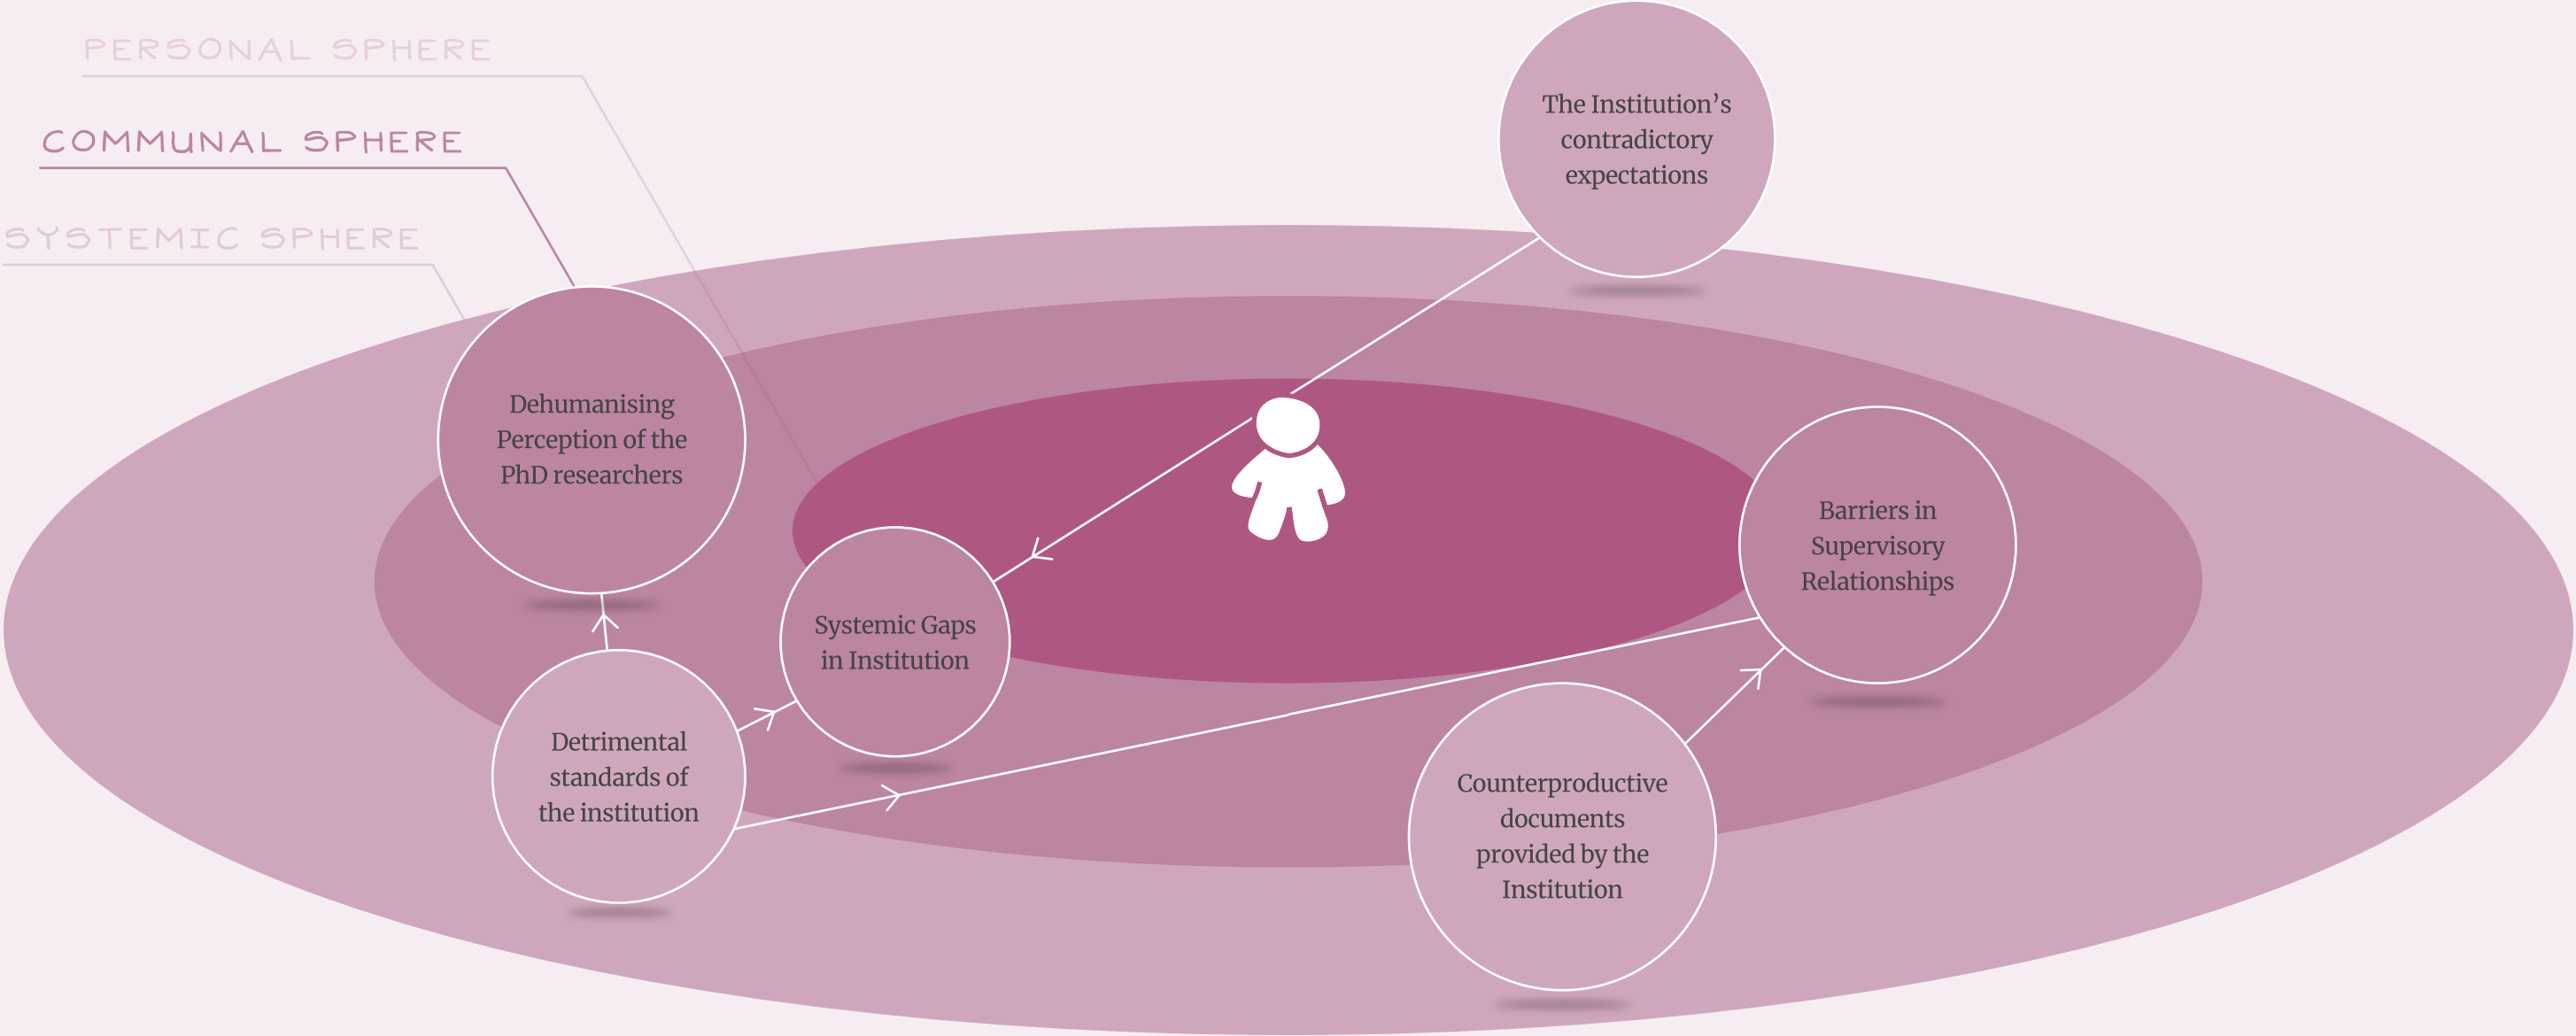 PERSONAL SPHERE
COMMUNAL SPHERE
SYSTEMIC SPHERE
The Institution’s
contradictory
expectations
Dehumanising
Perception of the
PhD researchers
Barriers in
Supervisory
Relationships
Systemic Gaps
in Institution
Detrimental
standards of
the institution
Counterproductive
documents
provided by the
Institution